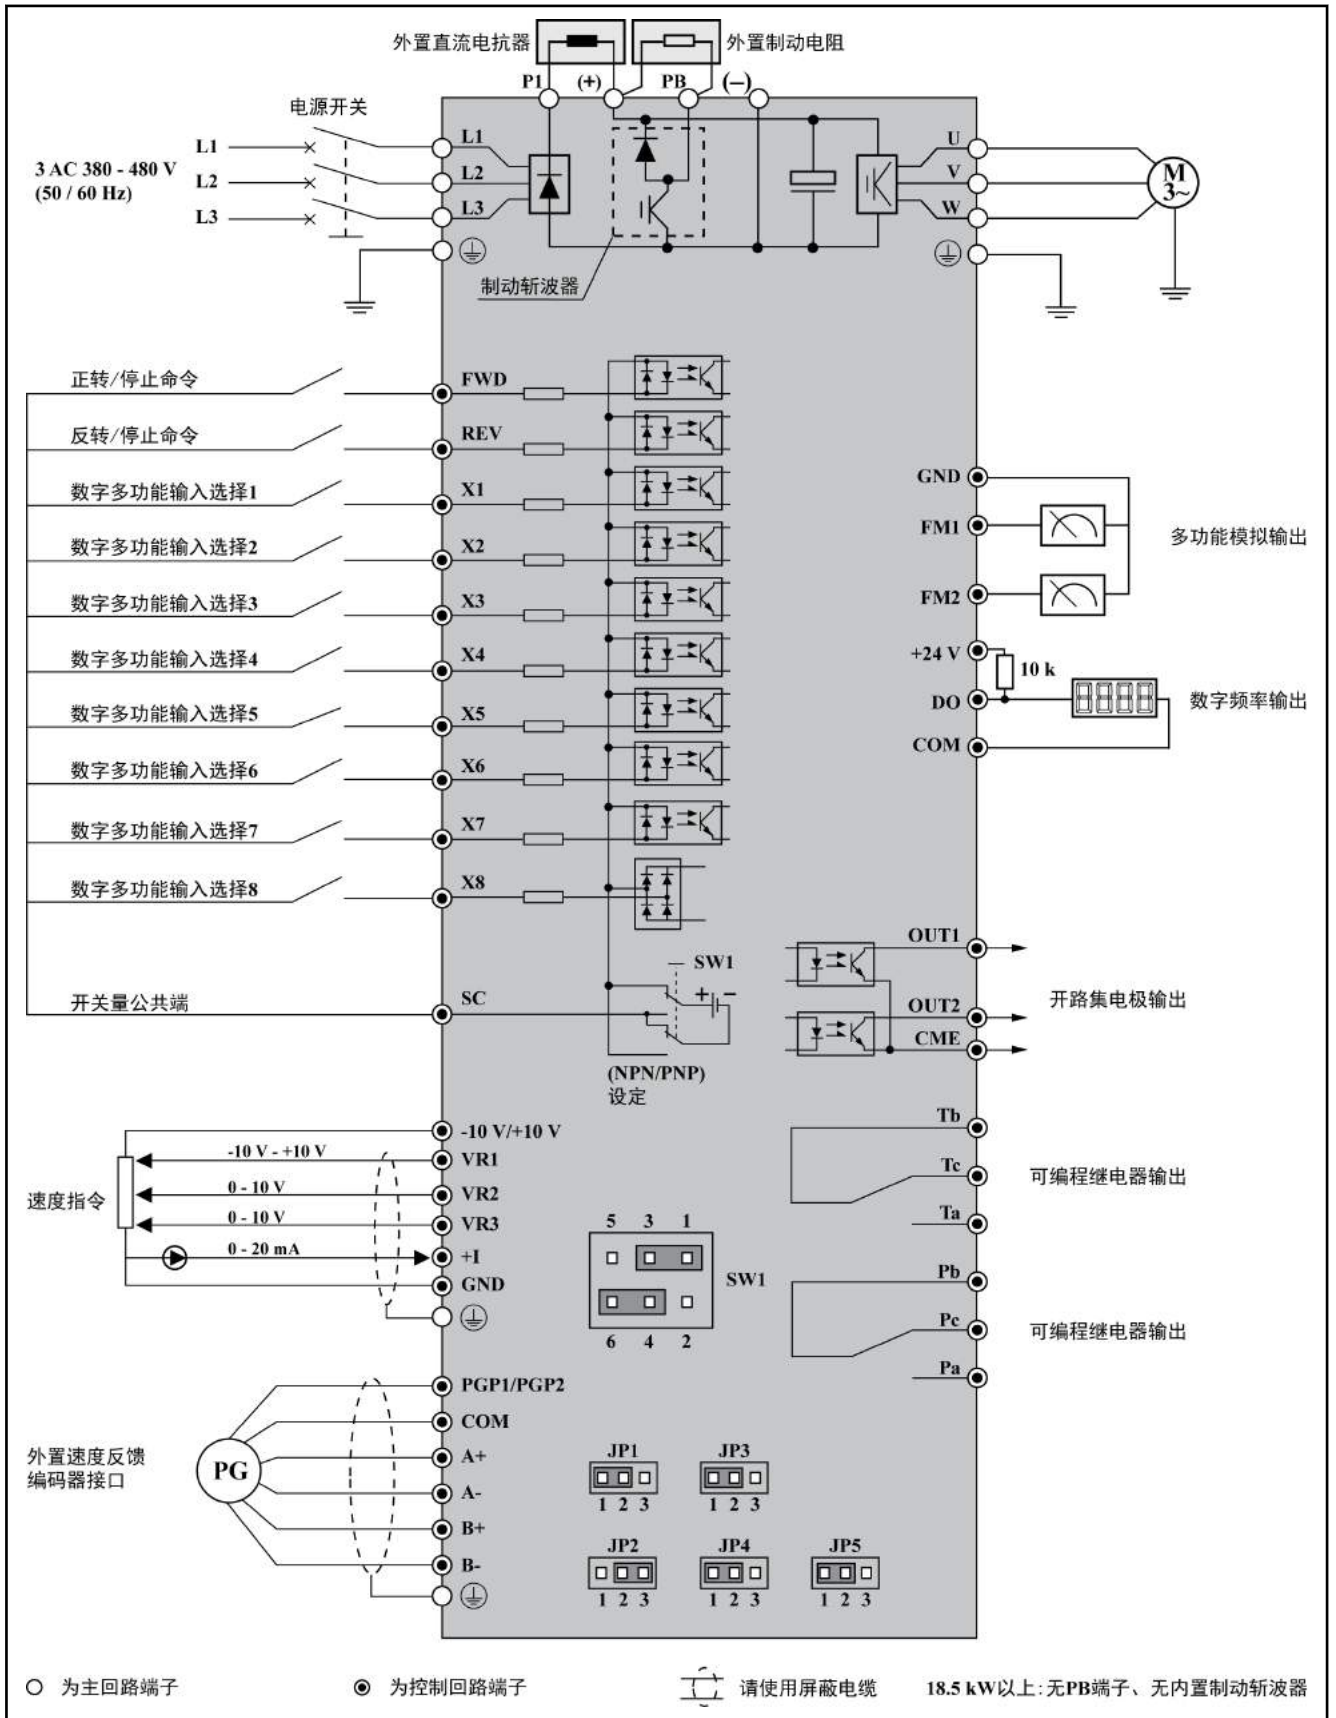 外置直流电抗器
外置制动电阻
P1
(+)
PB
(–)
电源开关
3 AC 380 - 480 V
(50 / 60 Hz)
L1
L2
L3
L1
L2
L3
U
V
W
M
3~
制动斩波器
正转/停止命令
FWD
反转/停止命令
REV
数字多功能输入选择1
X1
数字多功能输入选择2
X2
数字多功能输入选择3
X3
数字多功能输入选择4
X4
数字多功能输入选择5
X5
数字多功能输入选择6
X6
数字多功能输入选择7
X7
数字多功能输入选择8
X8
开关量公共端
SC
SW1
+ –
(NPN/PNP)
设定
GND
FM1
FM2
多功能模拟输出
+24 V
10 k
DO
8888
COM
数字频率输出
OUT1
OUT2
CME
开路集电极输出
Tb
Tc
Ta
可编程继电器输出
Pb
Pc
Pa
可编程继电器输出
速度指令
-10 V/+10 V
-10 V - +10 V
VR1
0 - 10 V
VR2
0 - 10 V
VR3
0 - 20 mA
+I
GND
5 3 1
SW1
6 4 2
外置速度反馈
编码器接口
PG
PGP1/PGP2
COM
A+
A-
B+
B-
JP1
1 2 3
JP3
1 2 3
JP2
1 2 3
JP4
1 2 3
JP5
1 2 3
为主回路端子
为控制回路端子
请使用屏蔽电缆
18.5 kW以上:无PB端子、无内置制动斩波器